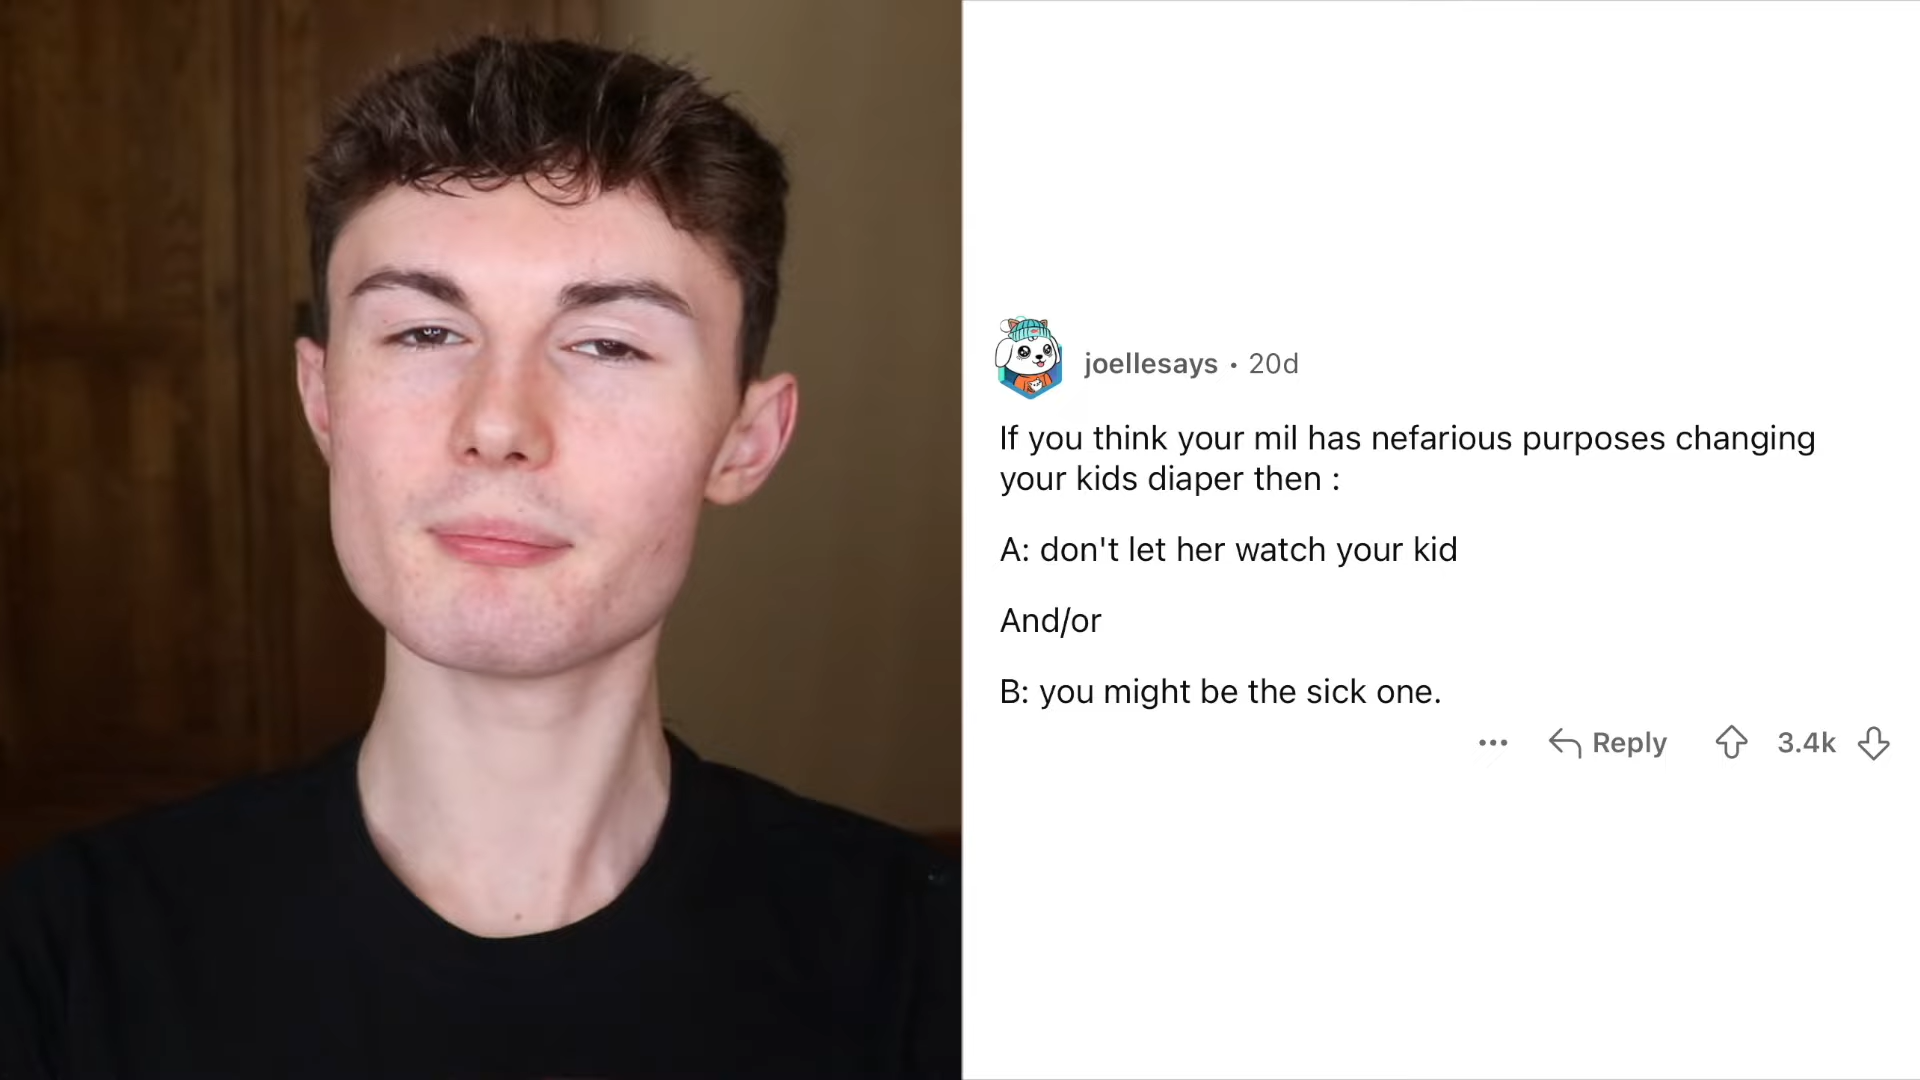 joellesays • 20d
If you think your mil has nefarious purposes changing
your kids diaper then :
A: don't let her watch your kid
And/or
B: you might be the sick one.
... Reply 3.4k